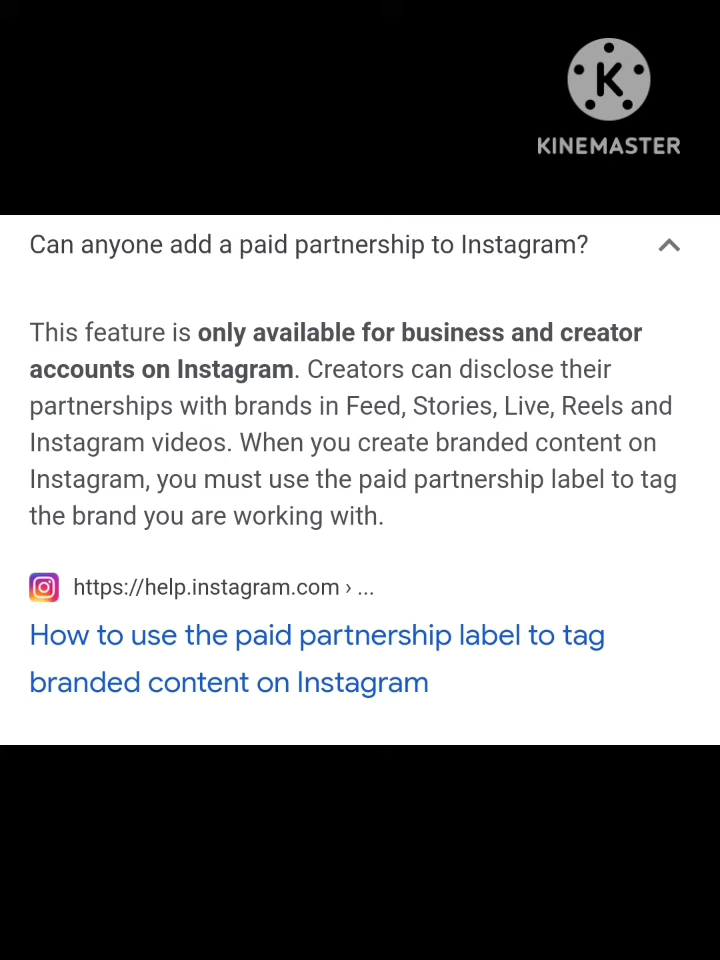 K
KINEMASTER
Can anyone add a paid partnership to Instagram?
This feature is only available for business and creator
accounts on Instagram. Creators can disclose their
partnerships with brands in Feed, Stories, Live, Reels and
Instagram videos. When you create branded content on
Instagram, you must use the paid partnership label to tag
the brand you are working with.
https://help.instagram.com › ...
How to use the paid partnership label to tag
branded content on Instagram